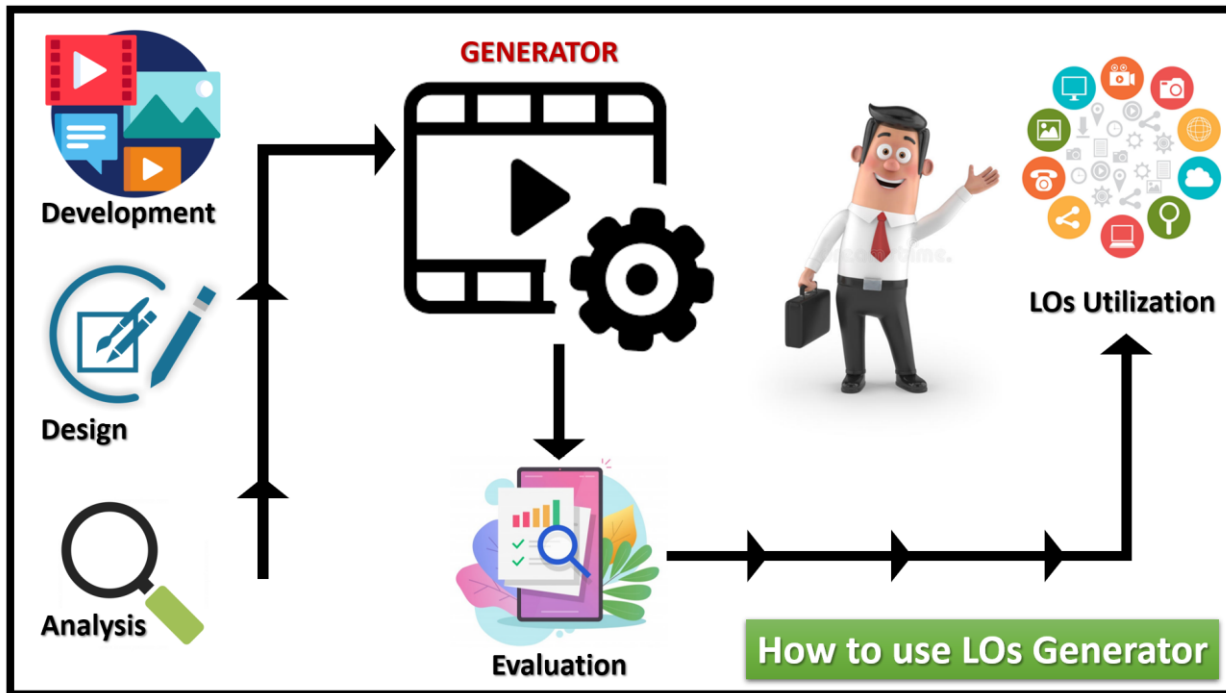 GENERATOR
Development
LOs Utilization
Design
Analysis
Evaluation
How to use LOs Generator